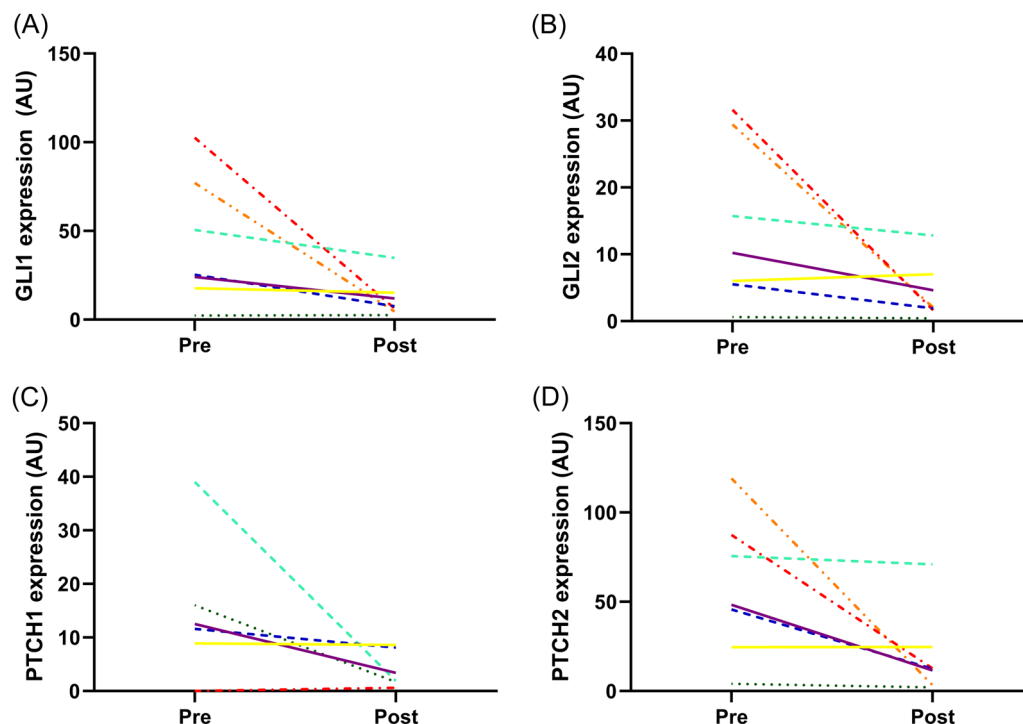 (A)
GLI1 expression (AU)
150
100
50
0
Pre Post
(B)
GLI2 expression (AU)
40
30
20
10
0
Pre Post
(C)
PTCH1 expression (AU)
50
40
30
20
10
0
Pre Post
(D)
PTCH2 expression (AU)
150
100
50
0
Pre Post